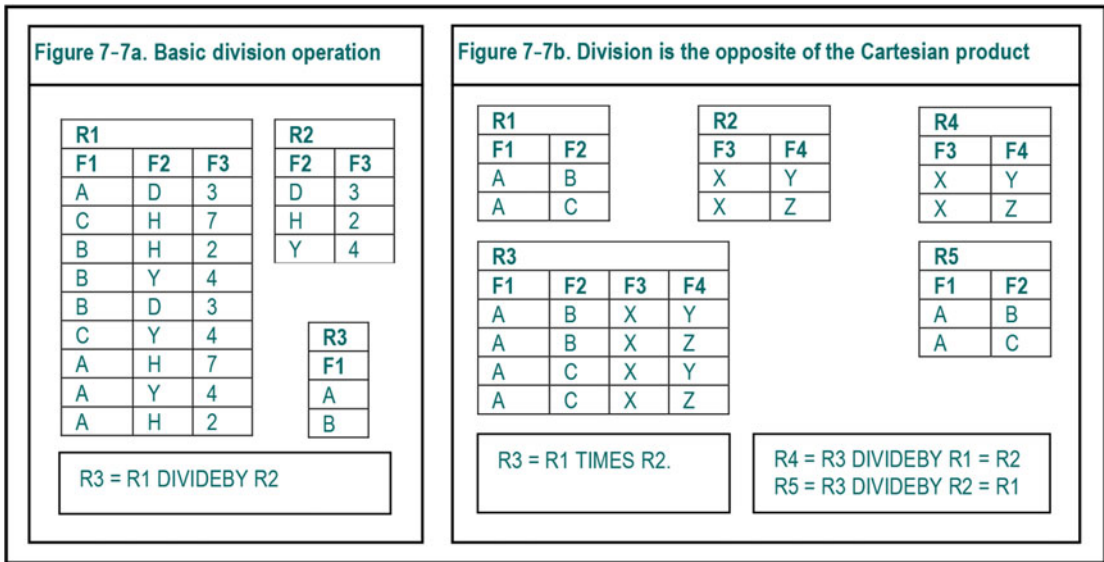 Figure 7-7a. Basic division operation
R1
F1 F2 F3
A D 3
C H 7
B H 2
B Y 4
B D 3
C Y 4
A H 7
A Y 4
A H 2
R2
F2 F3
D 3
H 2
Y 4
R3
F1
A
B
R3 = R1 DIVIDEBY R2
Figure 7-7b. Division is the opposite of the Cartesian product
R1
F1 F2
A B
A C
R2
F3 F4
X Y
X Z
R4
F3 F4
X Y
X Z
R3
F1 F2 F3 F4
A B X Y
A B X Z
A C X Y
A C X Z
R5
F1 F2
A B
A C
R3 = R1 TIMES R2.
R4 = R3 DIVIDEBY R1 = R2
R5 = R3 DIVIDEBY R2 = R1